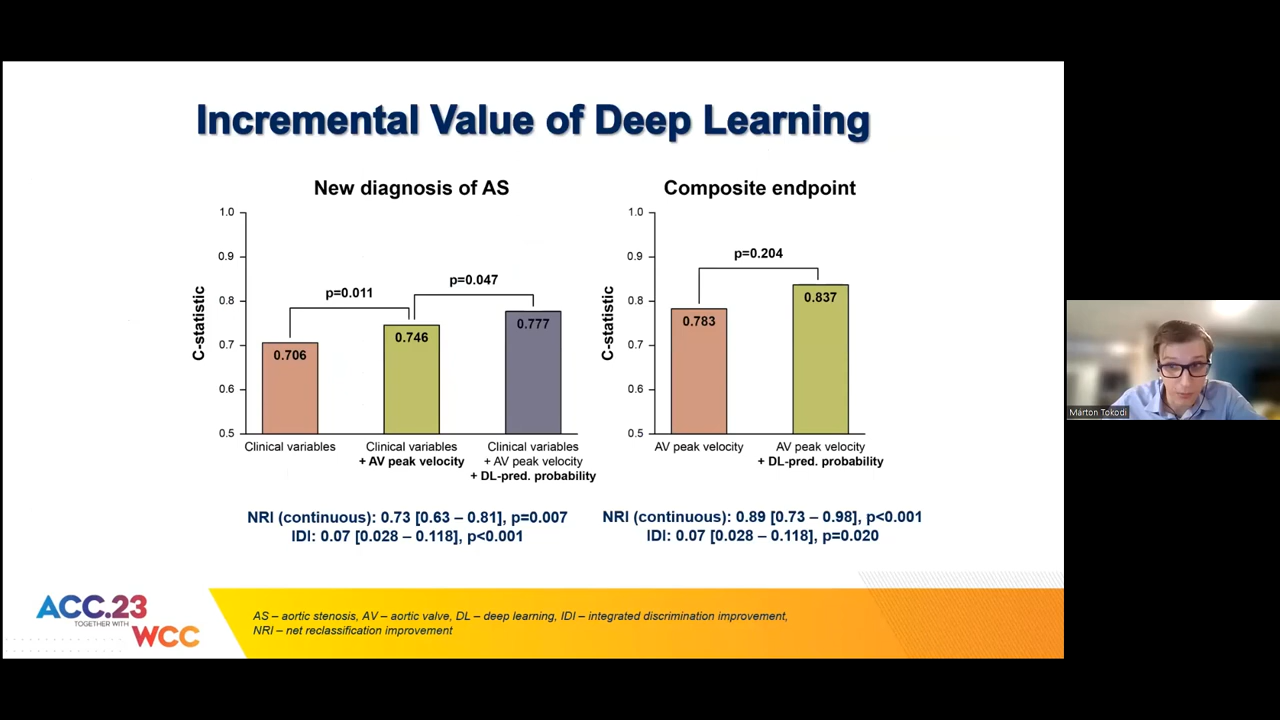 Incremental Value of Deep Learning
New diagnosis of AS
C-statistic
1.0
0.9
0.8
0.7
0.6
0.5
p=0.011
p=0.047
0.706
0.746
0.777
Clinical variables
Clinical variables
+ AV peak velocity
Clinical variables
+ AV peak velocity
+ DL-pred. probability
NRI (continuous): 0.73 [0.63 – 0.81], p=0.007
IDI: 0.07 [0.028 – 0.118], p<0.001
Composite endpoint
C-statistic
1.0
0.9
0.8
0.7
0.6
0.5
p=0.204
0.783
0.837
AV peak velocity
AV peak velocity
+ DL-pred. probability
NRI (continuous): 0.89 [0.73 – 0.98], p<0.001
IDI: 0.07 [0.028 – 0.118], p=0.020
Márton Tokodi
ACC.23
TOGETHER WITH
WCC
AS – aortic stenosis, AV – aortic valve, DL – deep learning, IDI – integrated discrimination improvement,
NRI – net reclassification improvement